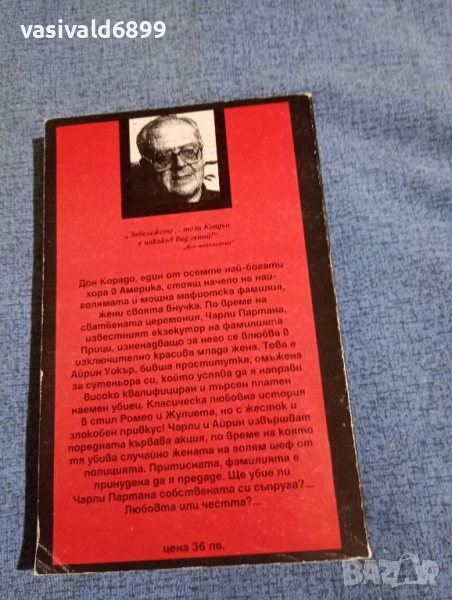 vasivald6899
„Забележете... този Кондън
е някакъв вид гений!“
Дон Корадо, един от осемте най-богати
хора в Америка, стоящ начело на най-
голямата и мощна мафиотска фамилия,
жени своята внучка. По време на
сватбената церемония, Чарли Партана,
известният екзекутор на фамилията
Прици, изненадващо за него се влюбва в
изключително красива млада жена. Това е
Айрин Уокър, бивша проститутка, омъжена
за сутеньора си, който успява да я направи
високо квалифициран и търсен платен
наемен убиец. Класическа любовна история
в стил Ромео и Жулиета, но с жесток и
злокобен привкус! Чарли и Айрин извършват
поредната кървава акция, по време на която
тя убива случайно жената на голям шеф от
полицията. Притисната, фамилията е
принудена да я предаде. Ще убие ли
Чарли Партана собствената си съпруга?...
Любовта или честта?...
цена 36 лв.
BAZAR